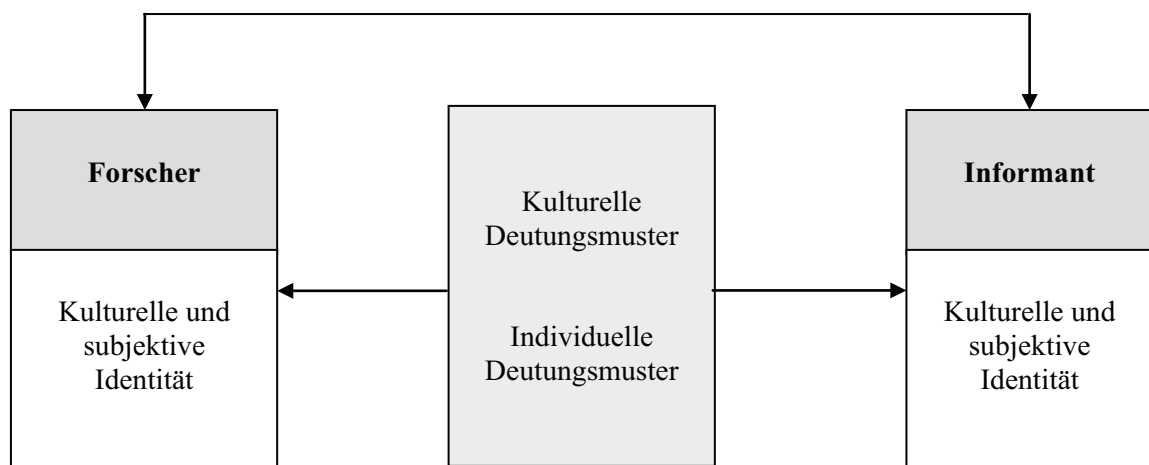 Forscher
Kulturelle und
subjektive
Identität
Kulturelle
Deutungsmuster
Individuelle
Deutungsmuster
Informant
Kulturelle und
subjektive
Identität